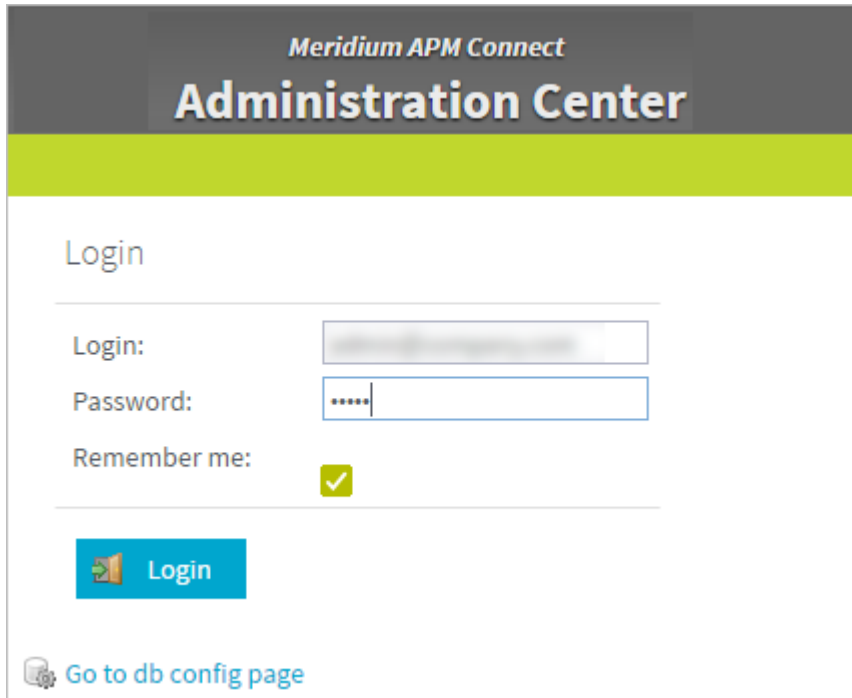 Meridium APM Connect
Administration Center
Login
Login:
Password: •••••
Remember me:
Login
Go to db config page